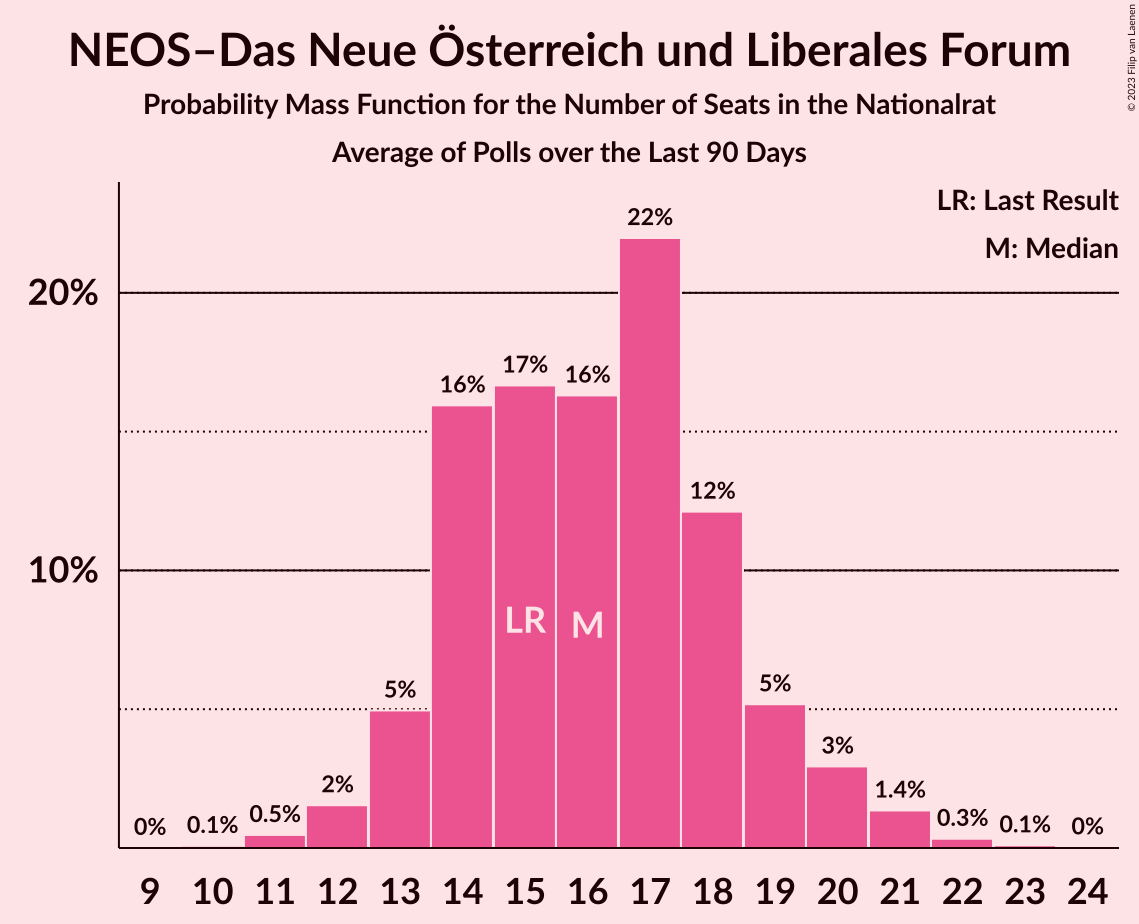 NEOS–Das Neue Österreich und Liberales Forum
Probability Mass Function for the Number of Seats in the Nationalrat
Average of Polls over the Last 90 Days
© 2023 Filip van Laenen
LR: Last Result
M: Median
22%
20%
17%
16%
16%
12%
10%
LR
M
5%
5%
3%
2%
1.4%
0.5%
0.3%
0% 0.1%
0.1% 0%
9 10 11 12 13 14 15 16 17 18 19 20 21 22 23 24